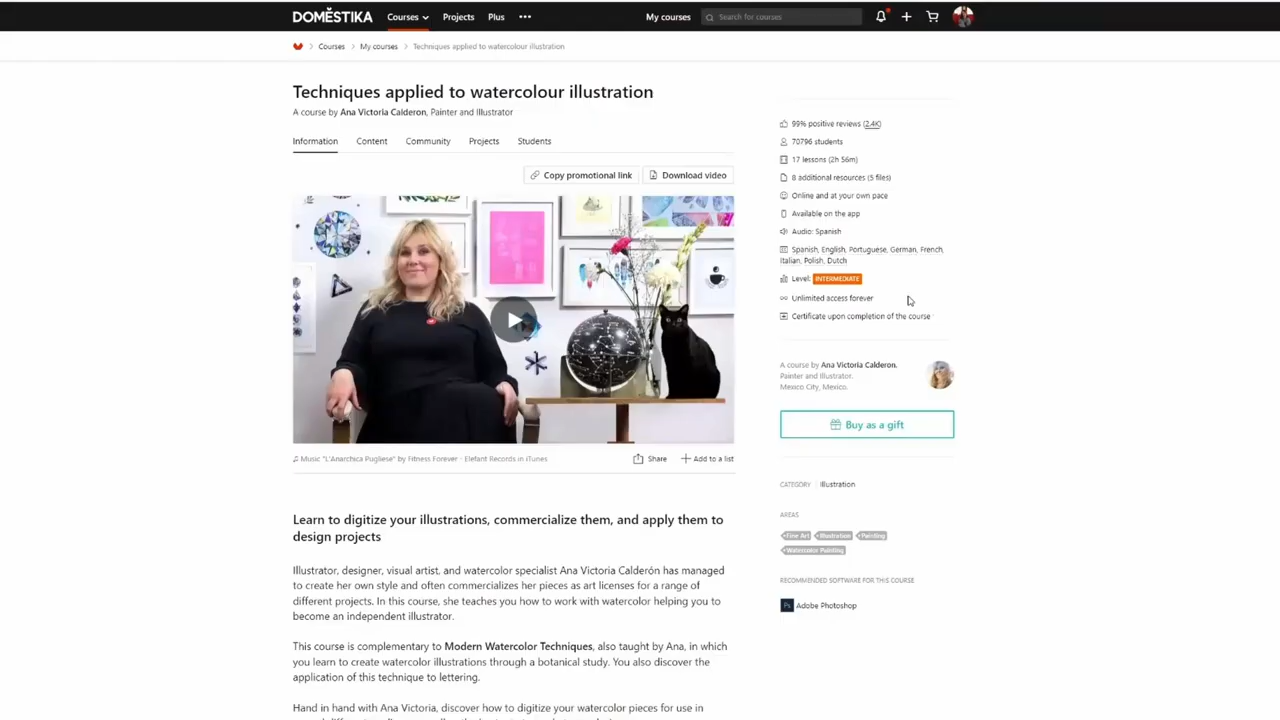 DOMESTIKA Courses Projects Plus ••• My courses Search for courses
Courses > My courses > Techniques applied to watercolour illustration
Techniques applied to watercolour illustration
A course by Ana Victoria Calderon, Painter and Illustrator
Information Content Community Projects Students
Copy promotional link Download video
Music "L'Anarchica Pugliese" by Fitness Forever · Elefant Records in iTunes
Share + Add to a list
Learn to digitize your illustrations, commercialize them, and apply them to
design projects
Illustrator, designer, visual artist, and watercolor specialist Ana Victoria Calderón has managed
to create her own style and often commercializes her pieces as art licenses for a range of
different projects. In this course, she teaches you how to work with watercolor helping you to
become an independent illustrator.
This course is complementary to Modern Watercolor Techniques, also taught by Ana, in which
you learn to create watercolor illustrations through a botanical study. You also discover the
application of this technique to lettering.
Hand in hand with Ana Victoria, discover how to digitize your watercolor pieces for use in
99% positive reviews (2.4K)
70796 students
17 lessons (2h 56m)
8 additional resources (5 files)
Online and at your own pace
Available on the app
Audio: Spanish
Spanish, English, Portuguese, German, French,
Italian, Polish, Dutch
Level: INTERMEDIATE
Unlimited access forever
Certificate upon completion of the course
A course by Ana Victoria Calderon.
Painter and Illustrator.
Mexico City, Mexico.
Buy as a gift
CATEGORY Illustration
AREAS
Fine Art Illustration Painting
Watercolor Painting
RECOMMENDED SOFTWARE FOR THIS COURSE
Ps Adobe Photoshop